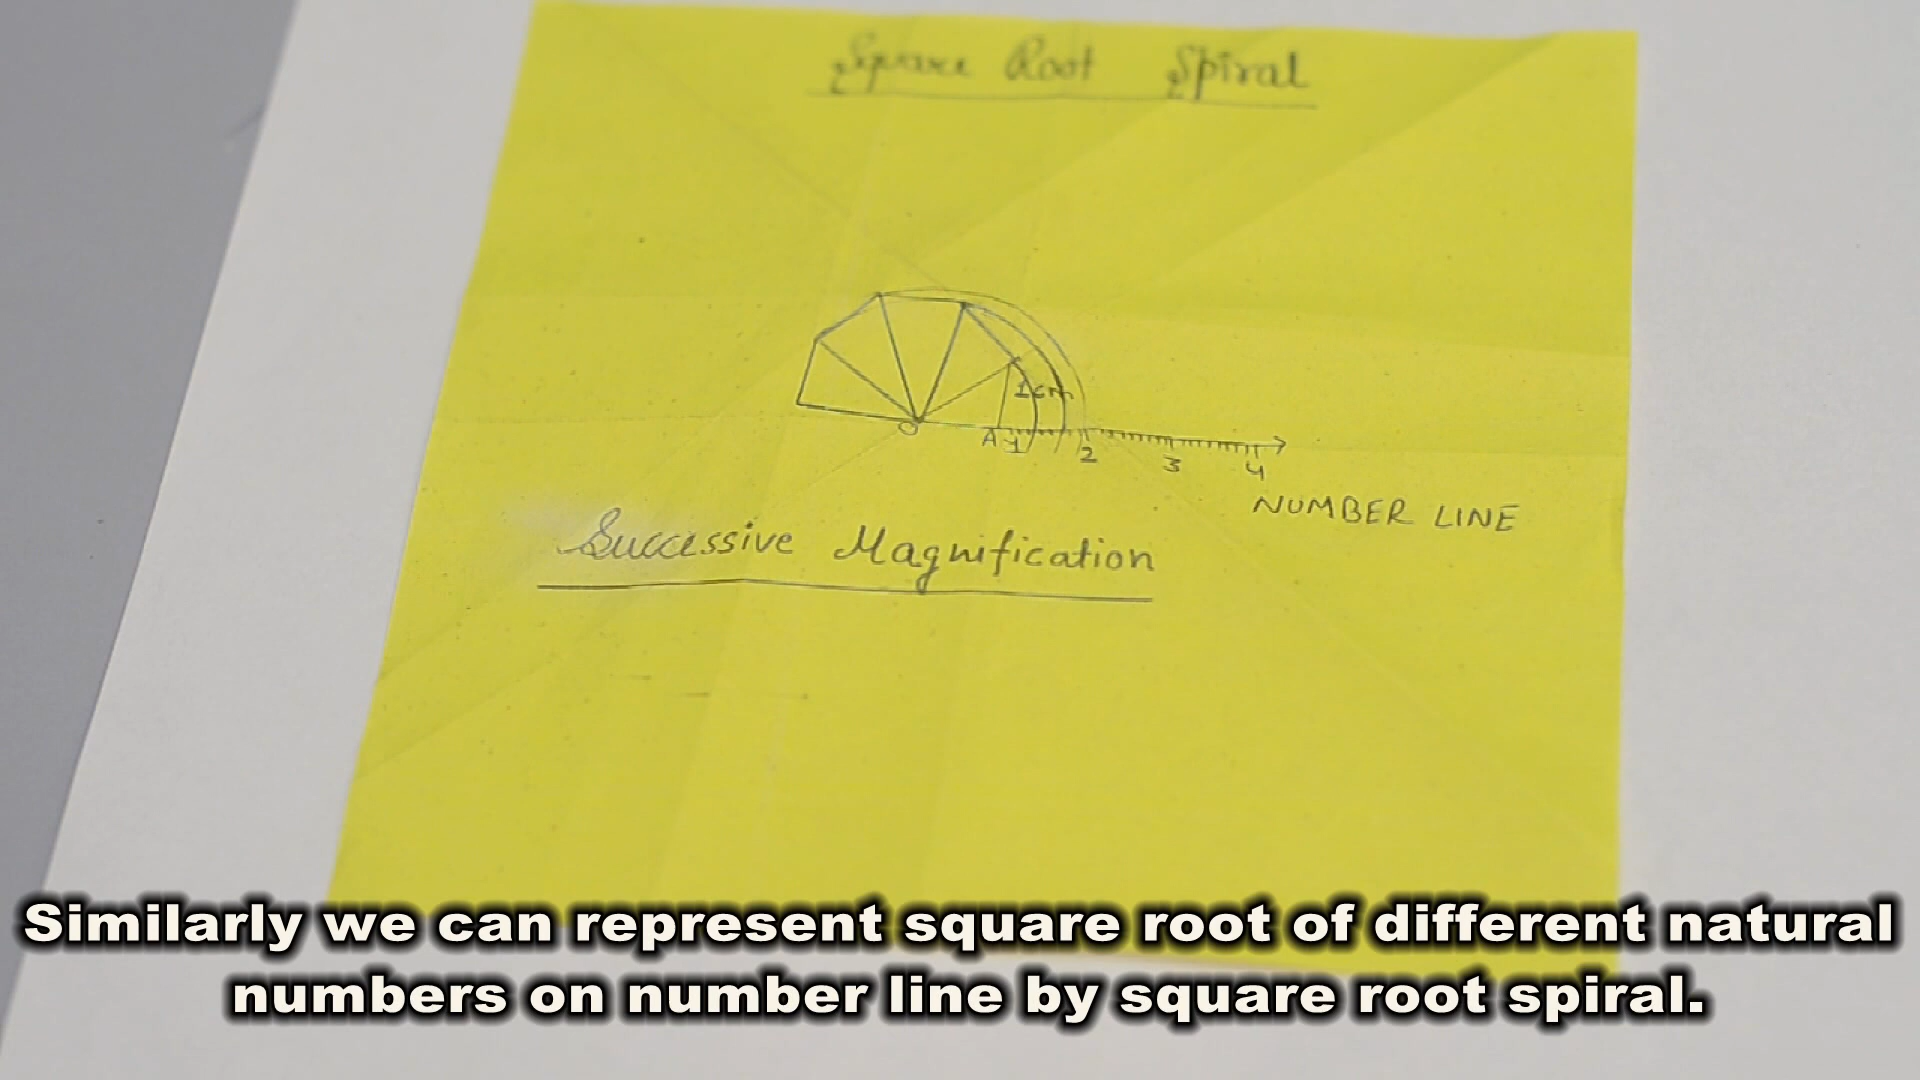 Square Root Spiral
1cm
O A 1 2 3 4
NUMBER LINE
Successive Magnification
Similarly we can represent square root of different natural
numbers on number line by square root spiral.